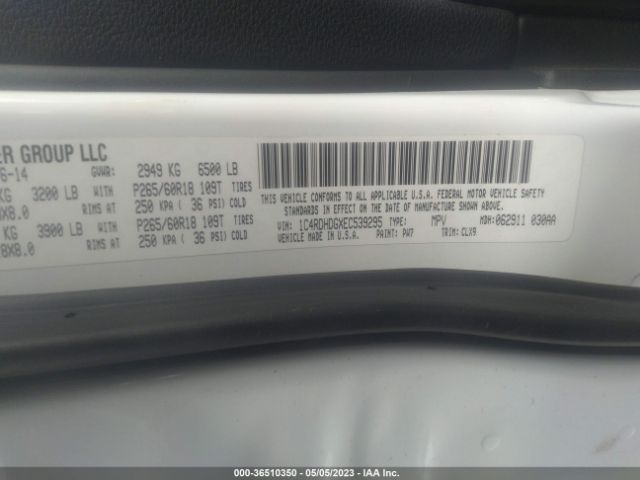 ER GROUP LLC
6-14 GVWR: 2949 KG 6500 LB
KG 3200 LB WITH P265/60R18 109T TIRES
X8.0 RIMS AT 250 KPA ( 36 PSI) COLD
KG 3900 LB WITH P265/60R18 109T TIRES
8X8.0 RIMS AT 250 KPA ( 36 PSI) COLD
THIS VEHICLE CONFORMS TO ALL APPLICABLE U.S.A. FEDERAL MOTOR VEHICLE SAFETY
STANDARDS IN EFFECT ON THE DATE OF MANUFACTURE SHOWN ABOVE.
VIN: 1C4RDHDGXEC539295 TYPE: MPV MDH: 062911 030AA
VEHICLE MADE IN U.S.A. PAINT: PW7 TRIM: CLX9
000-36510350 - 05/05/2023 - IAAI.com